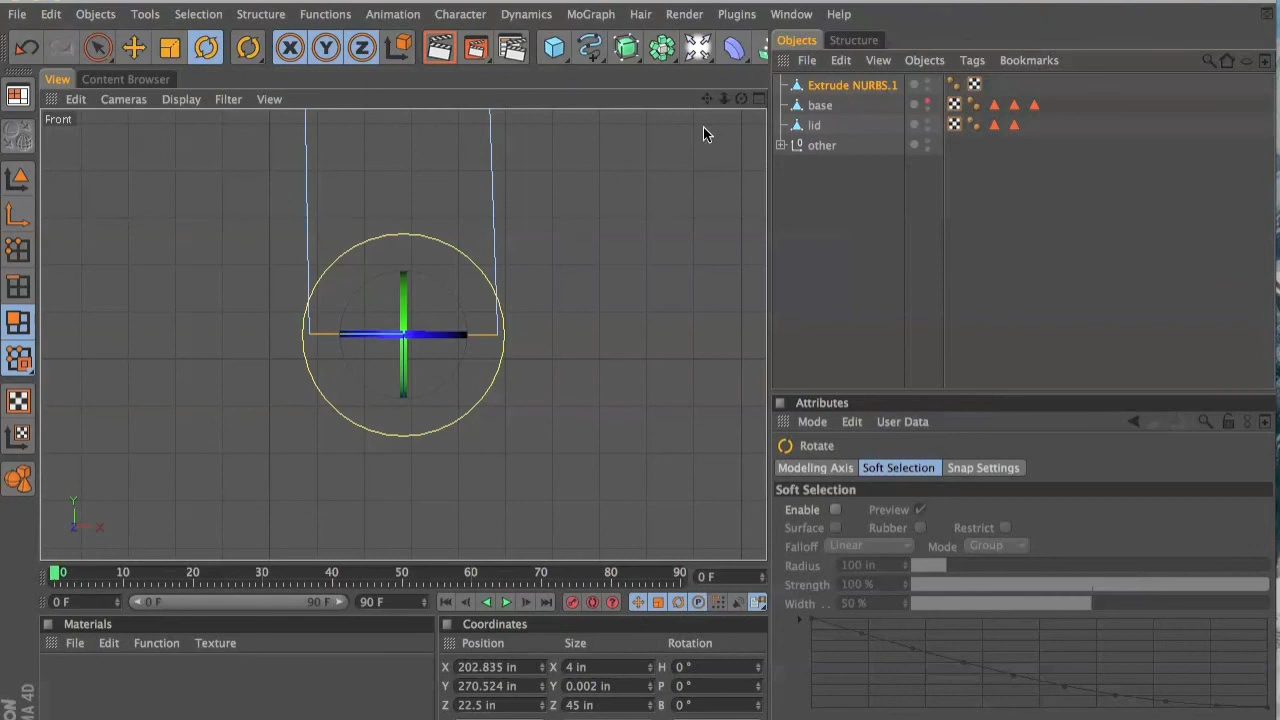 File Edit Objects Tools Selection Structure Functions Animation Character Dynamics MoGraph Hair Render Plugins Window Help
Objects Structure
X Y Z
File Edit View Objects Tags Bookmarks
View Content Browser
Edit Cameras Display Filter View
Front
Extrude NURBS.1
base
lid
other
Y
Z X
Attributes
Mode Edit User Data
Rotate
Modeling Axis Soft Selection Snap Settings
Soft Selection
Enable Preview
Surface Rubber Restrict
Falloff Linear Mode Group
Radius 100 in
Strength 100 %
Width . . 50 %
0 10 20 30 40 50 60 70 80 90 0 F
0 F 0 F 90 F 90 F
Materials
File Edit Function Texture
Coordinates
Position Size Rotation
X 202.835 in X 4 in H 0 °
Y 270.524 in Y 0.002 in P 0 °
Z 22.5 in Z 45 in B 0 °